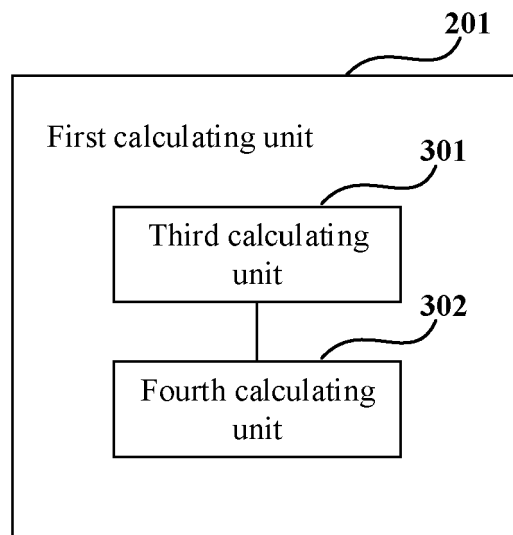 201
First calculating unit
301
Third calculating
unit
302
Fourth calculating
unit